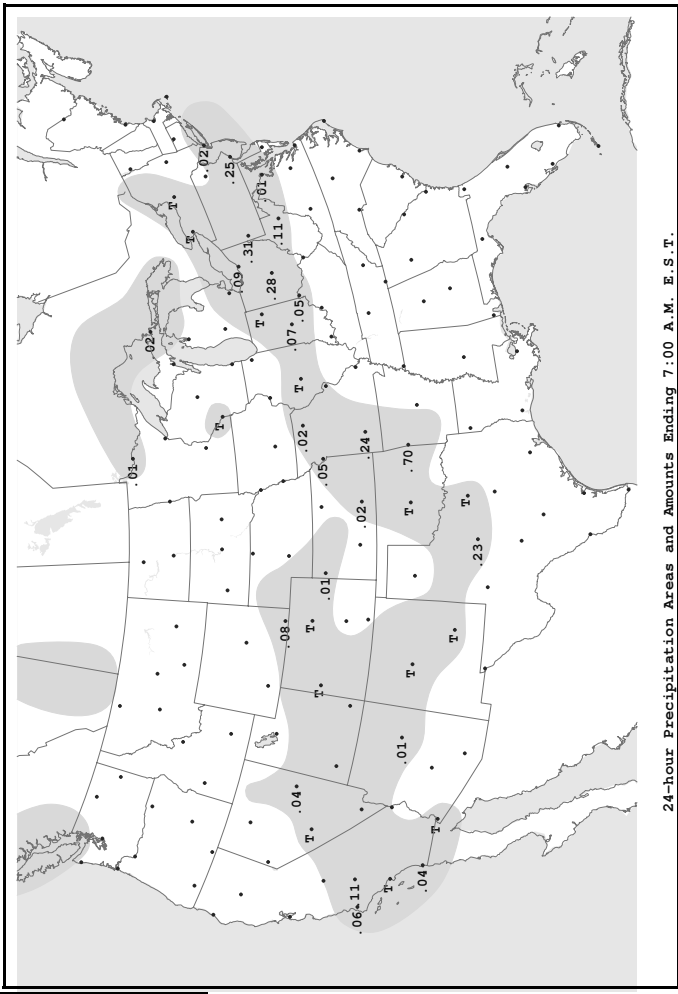 .01
.02
T
T
.02
T
.25
.09
.31
T
.01
.28
.11
.08
.07
.04
T
.05
.02
T
T
T
.05
.01
.06 .11
.02
.24
T
.01
.70
T
T
.04
T
T
T
.23
24-hour Precipitation Areas and Amounts Ending 7:00 A.M. E.S.T.